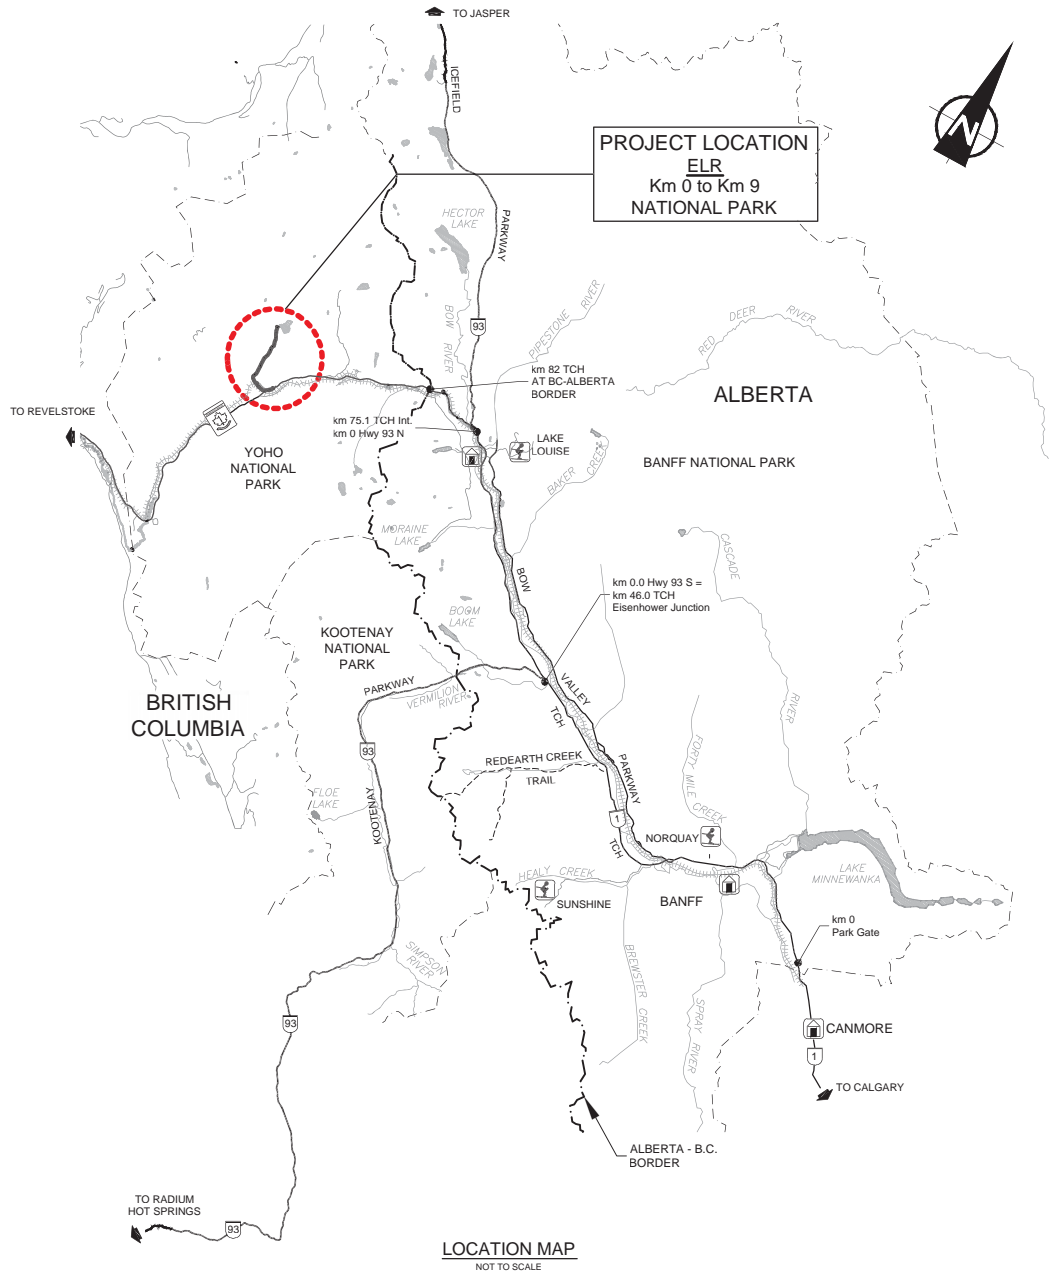 TO JASPER
ICEFIELD
PARKWAY
N
PROJECT LOCATION
ELR
Km 0 to Km 9
NATIONAL PARK
HECTOR
LAKE
BOW RIVER
93
PIPESTONE RIVER
RED DEER RIVER
km 82 TCH
AT BC-ALBERTA
BORDER
ALBERTA
TO REVELSTOKE
1
km 75.1 TCH Int.
km 0 Hwy 93 N
LAKE
LOUISE
YOHO
NATIONAL
PARK
BAKER CREEK
BANFF NATIONAL PARK
MORAINE
LAKE
CASCADE
RIVER
BOW
VALLEY
PARKWAY
km 0.0 Hwy 93 S =
km 46.0 TCH
Eisenhower Junction
BOOM
LAKE
KOOTENAY
NATIONAL
PARK
PARKWAY
VERMILION
RIVER
BRITISH
COLUMBIA
TCH
93
KOOTENAY
REDEARTH CREEK
TRAIL
FORTY MILE CREEK
FLOE
LAKE
1
TCH
NORQUAY
HEALY CREEK
SUNSHINE
BANFF
LAKE
MINNEWANKA
km 0
Park Gate
SIMPSON
RIVER
BREWSTER CREEK
SPRAY RIVER
93
CANMORE
1
TO CALGARY
ALBERTA - B.C.
BORDER
TO RADIUM
HOT SPRINGS
93
LOCATION MAP
NOT TO SCALE